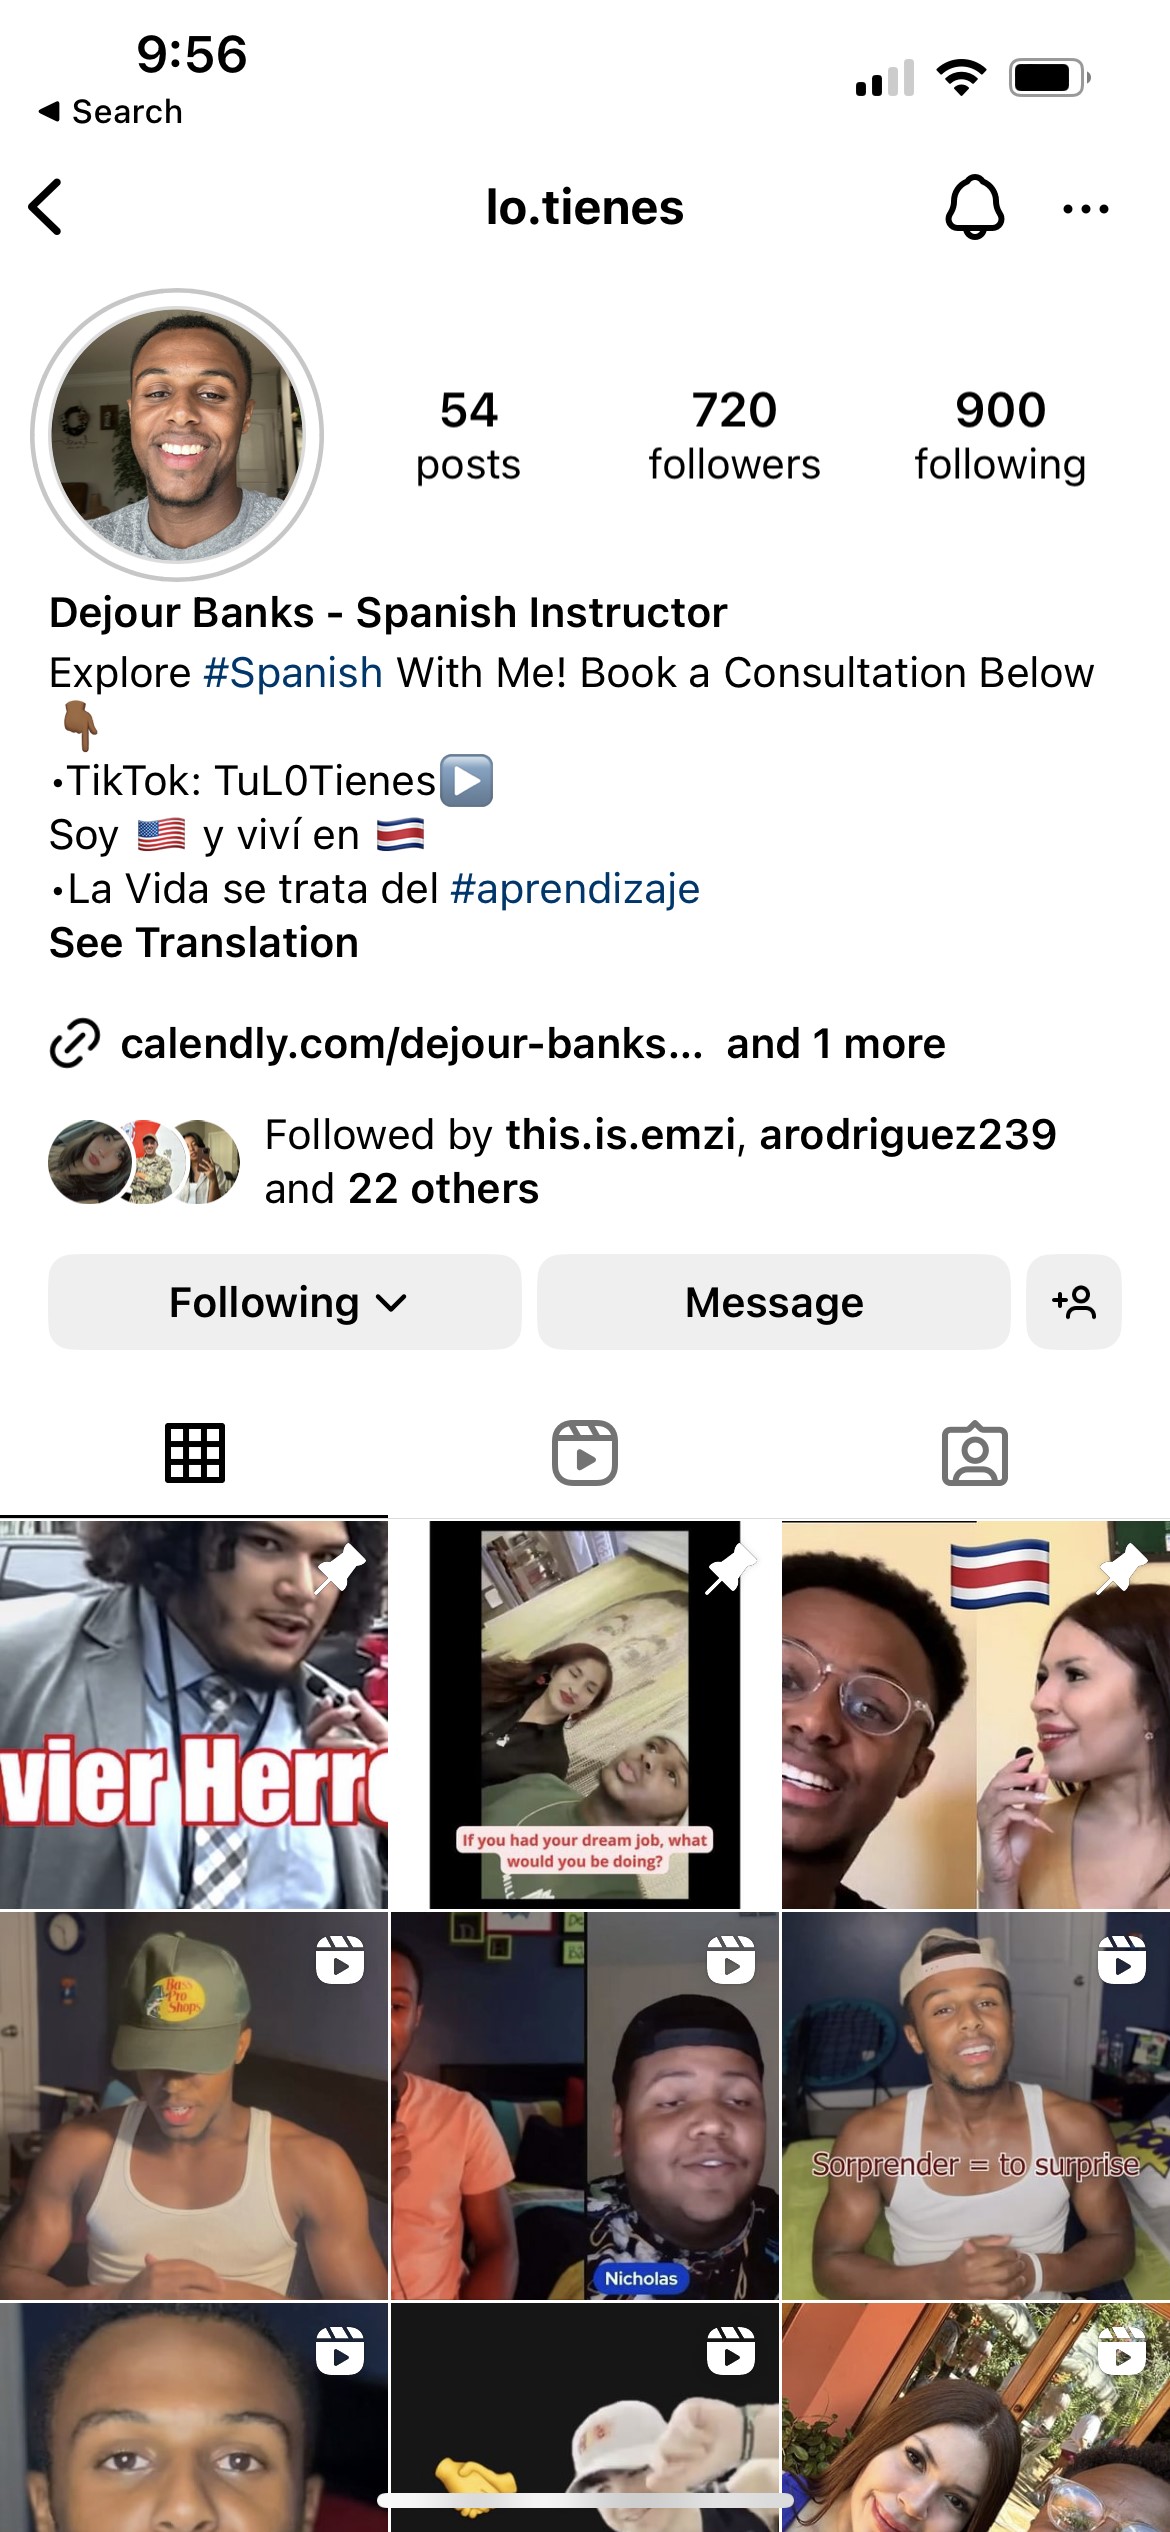 9:56
Search
lo.tienes
54
posts
720
followers
900
following
Dejour Banks - Spanish Instructor
Explore #Spanish With Me! Book a Consultation Below
👇🏾
•TikTok: TuL0Tienes▶️
Soy 🇺🇸 y viví en 🇨🇷
•La Vida se trata del #aprendizaje
See Translation
calendly.com/dejour-banks... and 1 more
Followed by this.is.emzi, arodriguez239
and 22 others
Following
Message
vier Herre
If you had your dream job, what
would you be doing?
Bass
Pro
Shops
Nicholas
Sorprender = to surprise